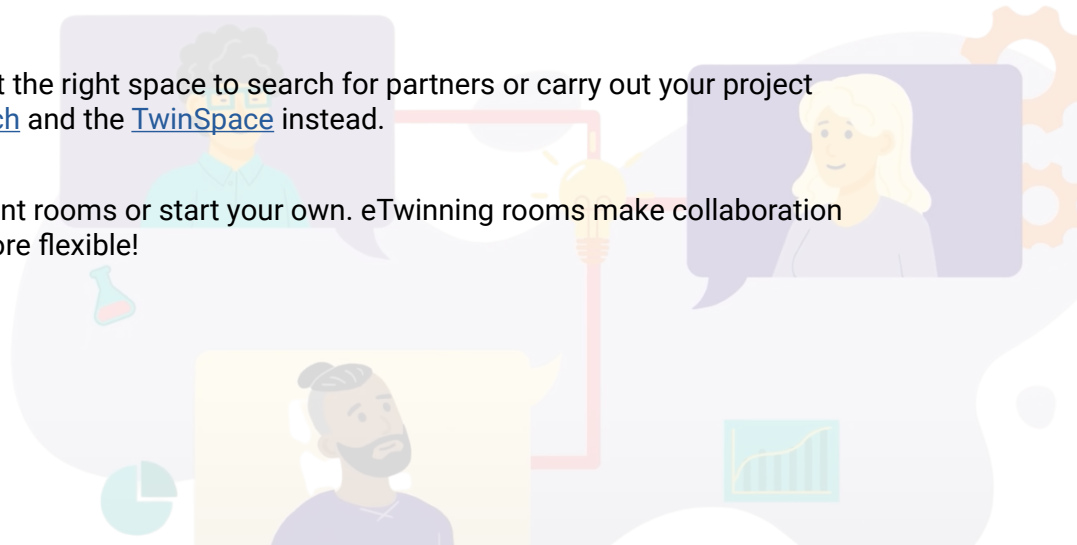 t the right space to search for partners or carry out your project
ch and the TwinSpace instead.
nt rooms or start your own. eTwinning rooms make collaboration
ore flexible!